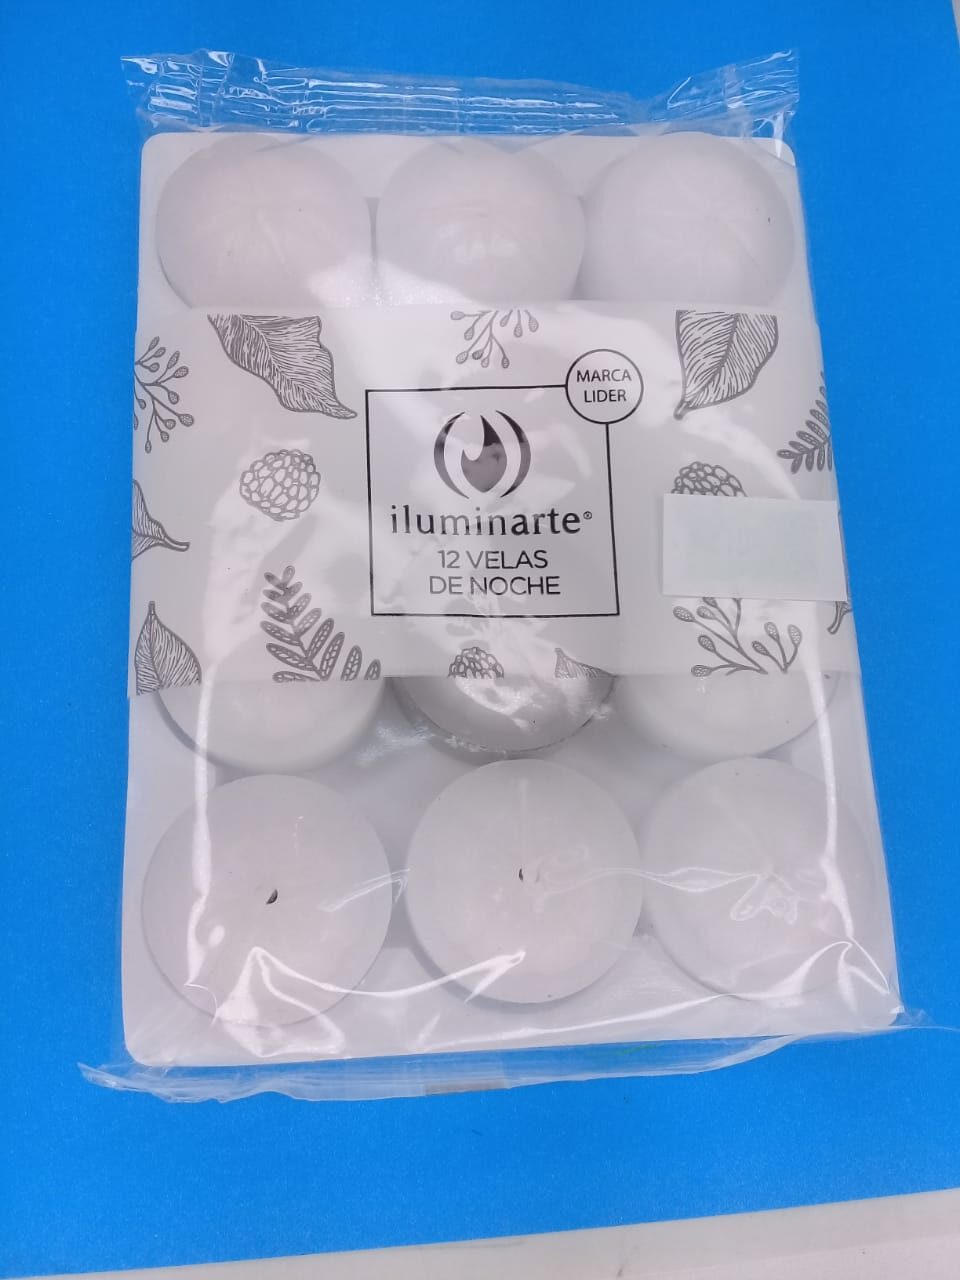 MARCA
LIDER
iluminarte®
12 VELAS
DE NOCHE